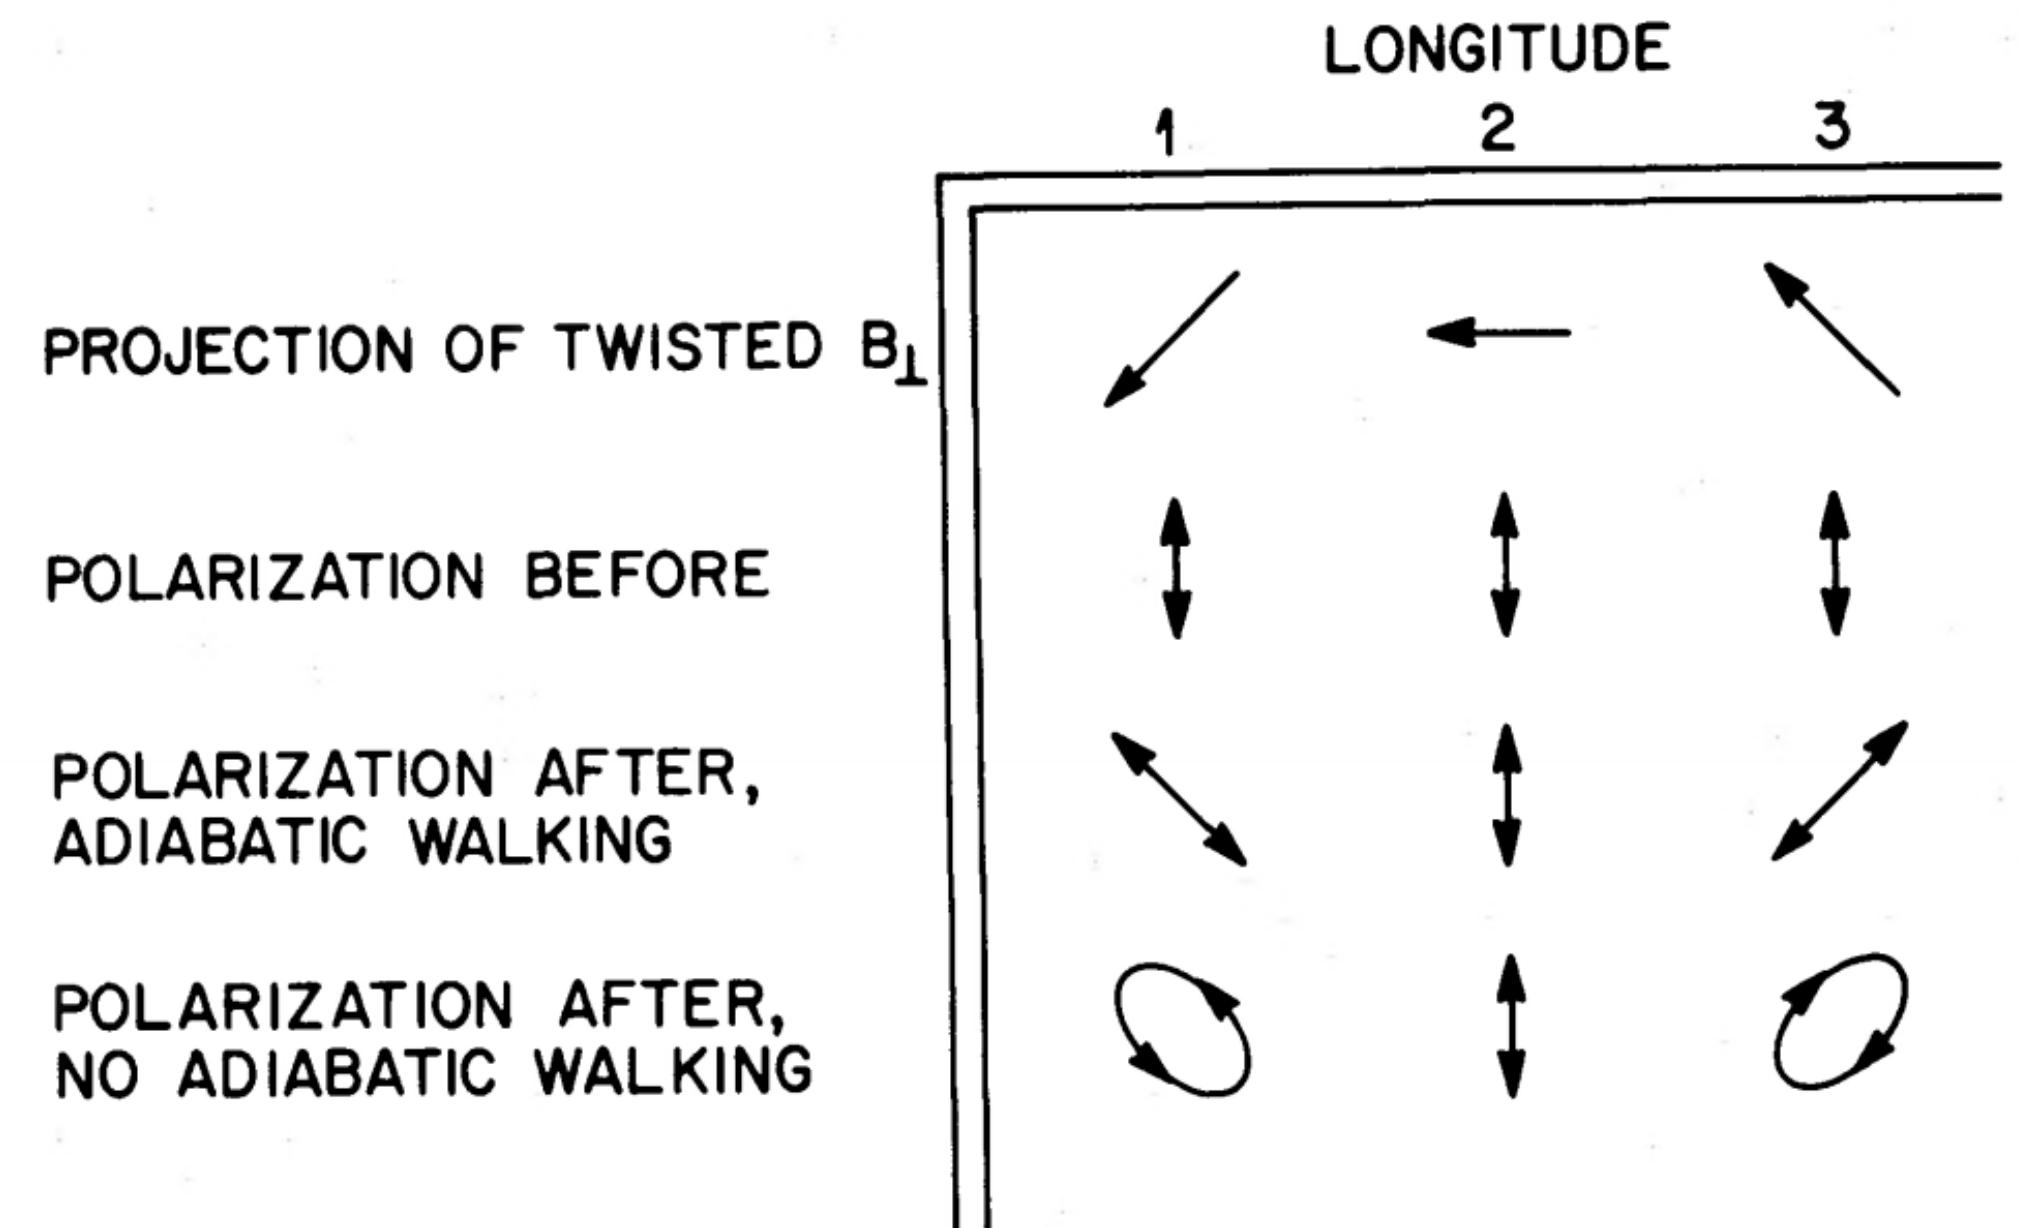 LONGITUDE
1 2 3
PROJECTION OF TWISTED B⊥
POLARIZATION BEFORE
POLARIZATION AFTER,
ADIABATIC WALKING
POLARIZATION AFTER,
NO ADIABATIC WALKING